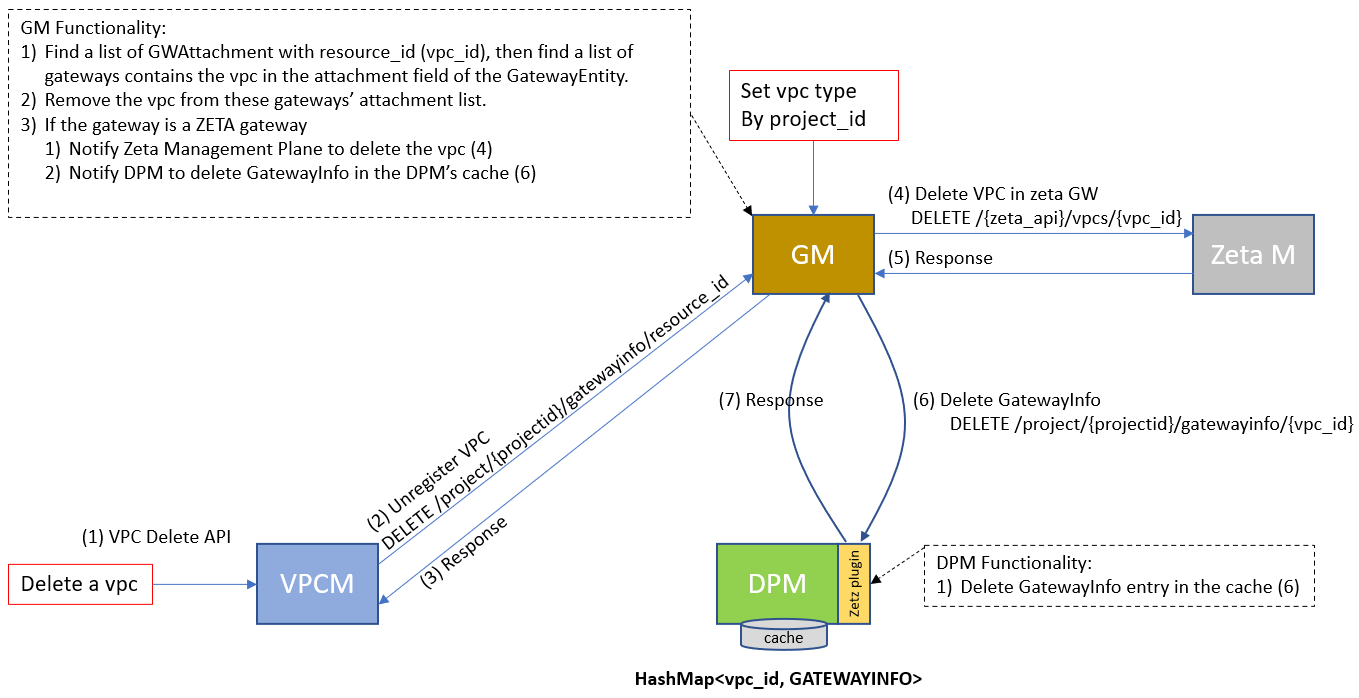 GM Functionality:
1) Find a list of GWAttachment with resource_id (vpc_id), then find a list of
gateways contains the vpc in the attachment field of the GatewayEntity.
2) Remove the vpc from these gateways’ attachment list.
3) If the gateway is a ZETA gateway
1) Notify Zeta Management Plane to delete the vpc (4)
2) Notify DPM to delete GatewayInfo in the DPM’s cache (6)
Set vpc type
By project_id
(4) Delete VPC in zeta GW
DELETE /{zeta_api}/vpcs/{vpc_id}
GM
Zeta M
(5) Response
(2) Unregister VPC
DELETE /project/{projectid}/gatewayinfo/resource_id
(3) Response
(7) Response
(6) Delete GatewayInfo
DELETE /project/{projectid}/gatewayinfo/{vpc_id}
(1) VPC Delete API
Delete a vpc
VPCM
DPM
Zetz plugin
cache
DPM Functionality:
1) Delete GatewayInfo entry in the cache (6)
HashMap<vpc_id, GATEWAYINFO>